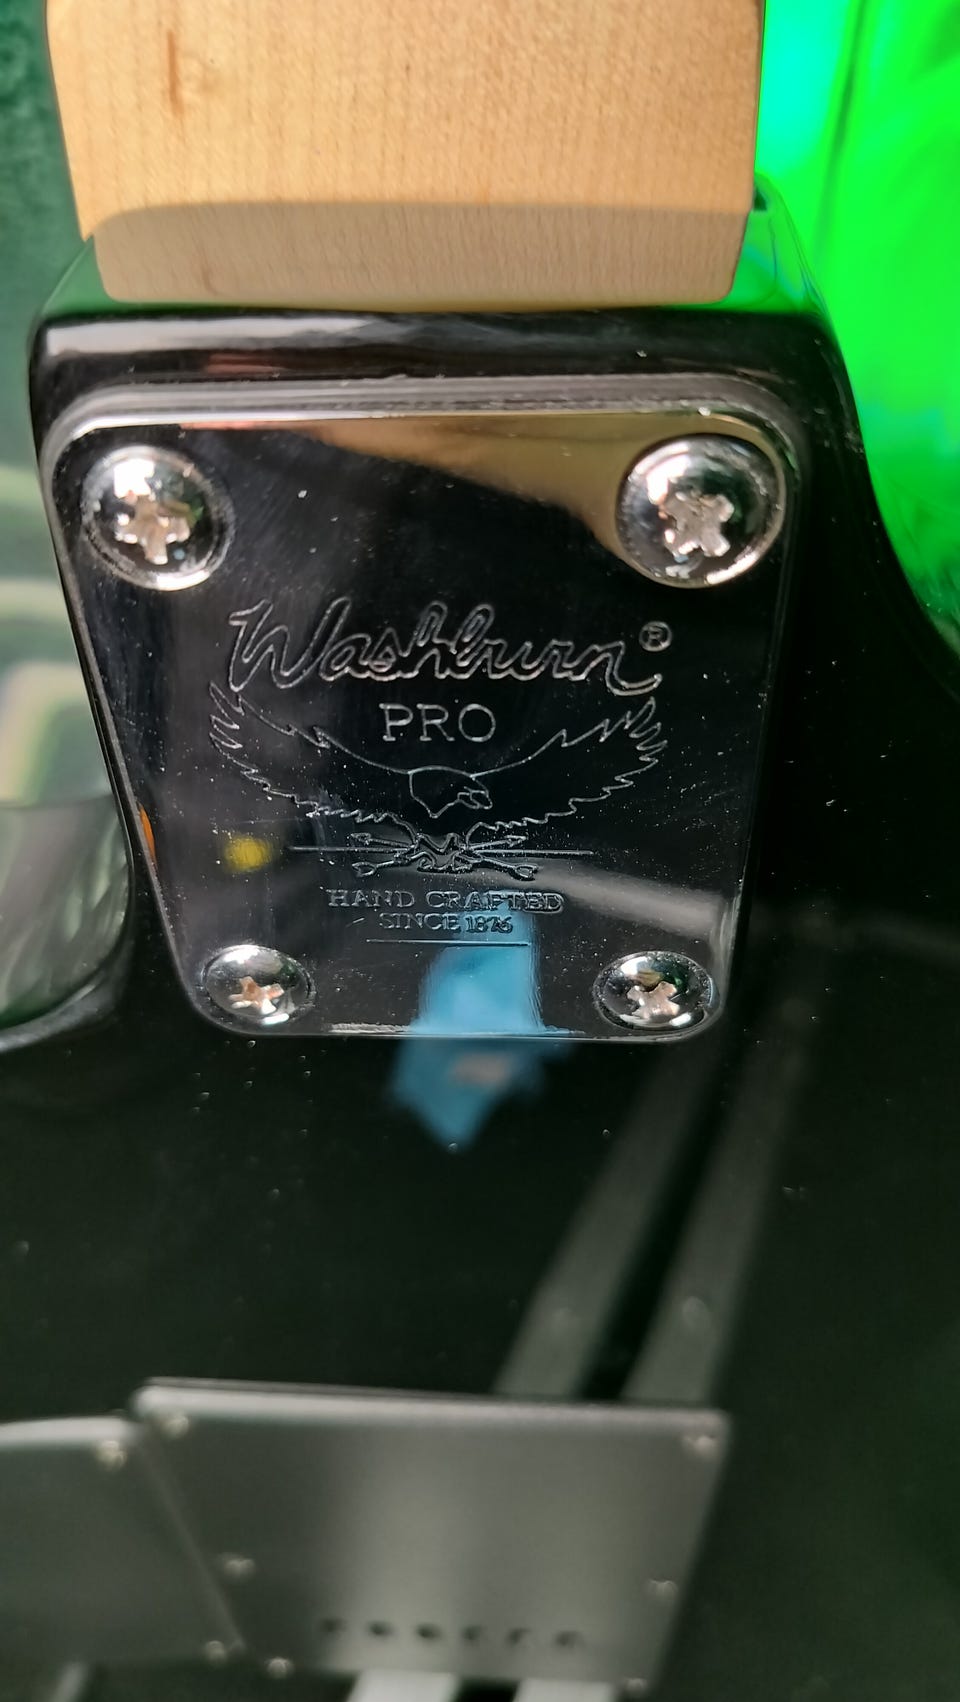 Washburn®
PRO
HAND CRAFTED
SINCE 1876